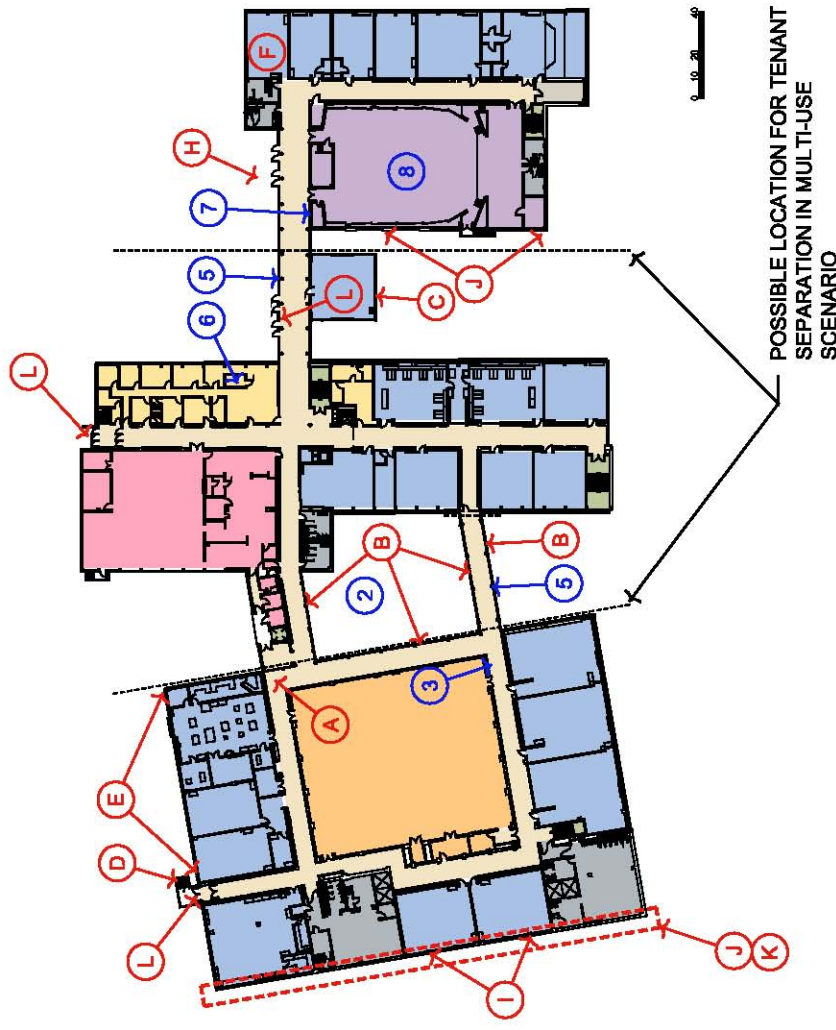 F
H
7
8
5
6
L
J
C
L
B
2
B
5
3
A
E
D
L
I
J
K
0 10 20 40
POSSIBLE LOCATION FOR TENANT
SEPARATION IN MULTI-USE
SCENARIO